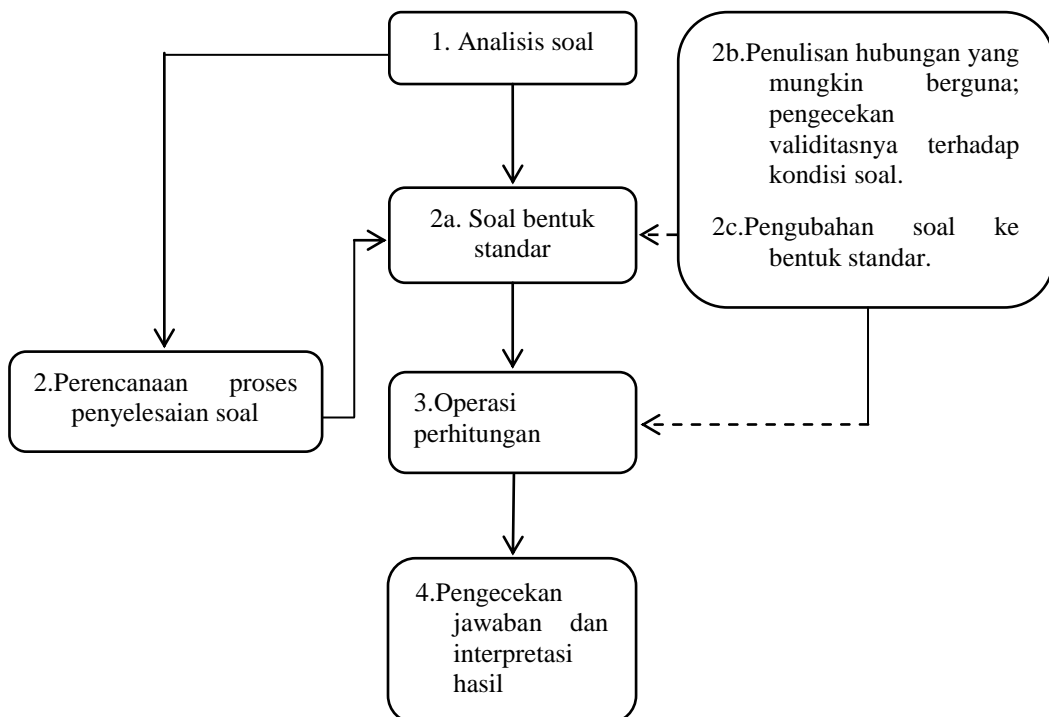 1. Analisis soal
2b.Penulisan hubungan yang
mungkin berguna;
pengecekan
validitasnya terhadap
kondisi soal.
2c.Pengubahan soal ke
bentuk standar.
2a. Soal bentuk
standar
2.Perencanaan proses
penyelesaian soal
3.Operasi
perhitungan
4.Pengecekan
jawaban dan
interpretasi
hasil